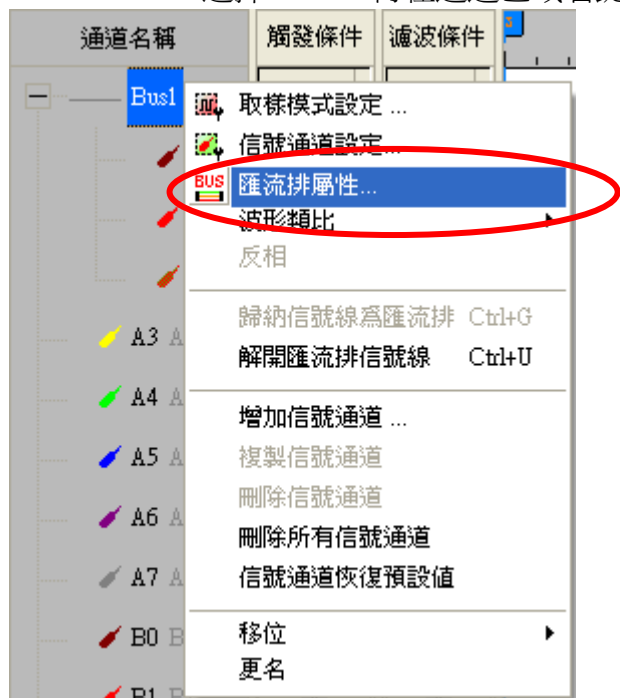 通道名稱 觸發條件 濾波條件
Bus1
取樣模式設定 ...
信號通道設定...
BUS 匯流排屬性...
波形類比
反相
歸納信號線爲匯流排 Ctrl+G
解開匯流排信號線 Ctrl+U
A3 A
A4 A
增加信號通道 ...
A5 A
複製信號通道
刪除信號通道
A6 A
刪除所有信號通道
A7 A
信號通道恢復預設値
B0 B
移位
更名
B1